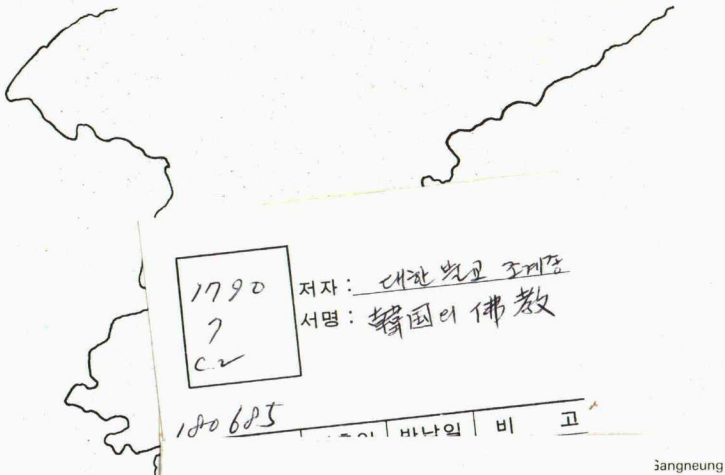 1790
7
C.2
저자 : 대한 불교 조계종
서명 : 韓国의 佛教
180685
반납일 비 고
Gangneung